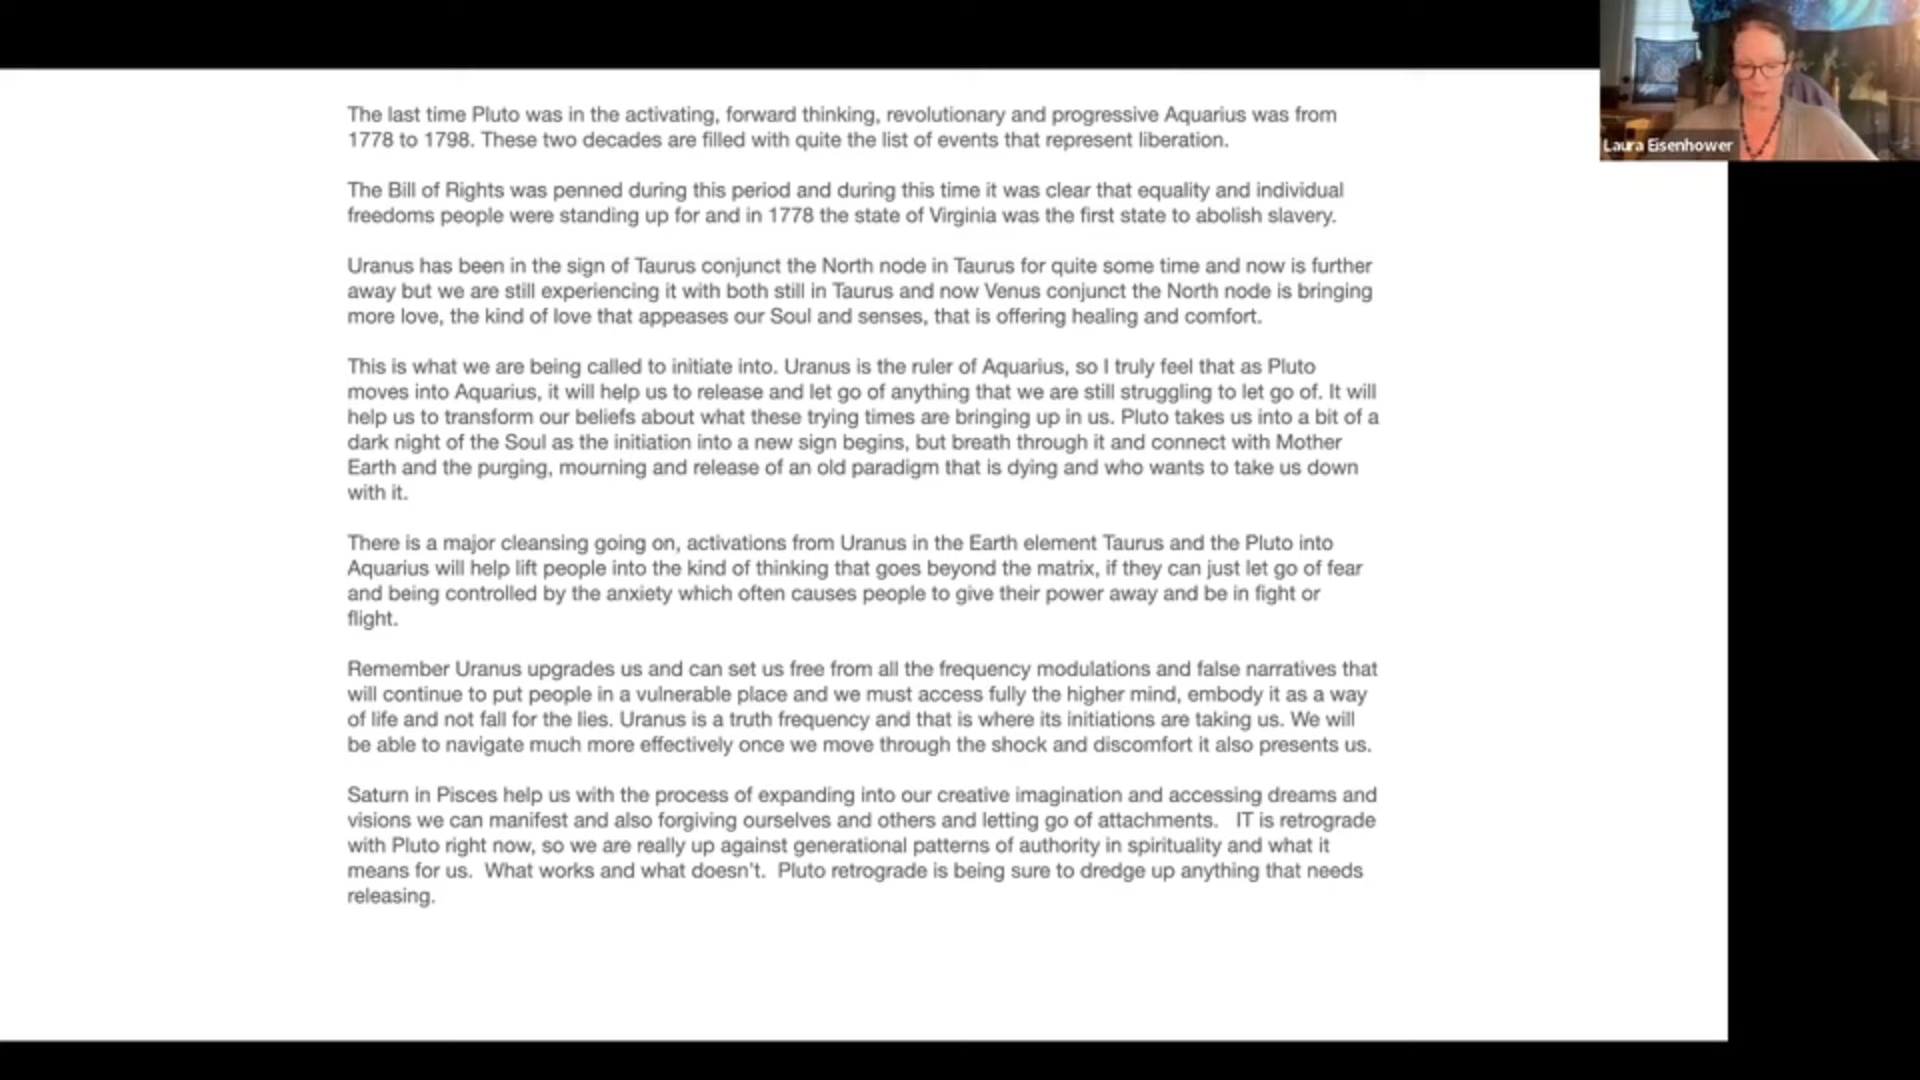 The last time Pluto was in the activating, forward thinking, revolutionary and progressive Aquarius was from
1778 to 1798. These two decades are filled with quite the list of events that represent liberation.
The Bill of Rights was penned during this period and during this time it was clear that equality and individual
freedoms people were standing up for and in 1778 the state of Virginia was the first state to abolish slavery.
Uranus has been in the sign of Taurus conjunct the North node in Taurus for quite some time and now is further
away but we are still experiencing it with both still in Taurus and now Venus conjunct the North node is bringing
more love, the kind of love that appeases our Soul and senses, that is offering healing and comfort.
This is what we are being called to initiate into. Uranus is the ruler of Aquarius, so I truly feel that as Pluto
moves into Aquarius, it will help us to release and let go of anything that we are still struggling to let go of. It will
help us to transform our beliefs about what these trying times are bringing up in us. Pluto takes us into a bit of a
dark night of the Soul as the initiation into a new sign begins, but breath through it and connect with Mother
Earth and the purging, mourning and release of an old paradigm that is dying and who wants to take us down
with it.
There is a major cleansing going on, activations from Uranus in the Earth element Taurus and the Pluto into
Aquarius will help lift people into the kind of thinking that goes beyond the matrix, if they can just let go of fear
and being controlled by the anxiety which often causes people to give their power away and be in fight or
flight.
Remember Uranus upgrades us and can set us free from all the frequency modulations and false narratives that
will continue to put people in a vulnerable place and we must access fully the higher mind, embody it as a way
of life and not fall for the lies. Uranus is a truth frequency and that is where its initiations are taking us. We will
be able to navigate much more effectively once we move through the shock and discomfort it also presents us.
Saturn in Pisces help us with the process of expanding into our creative imagination and accessing dreams and
visions we can manifest and also forgiving ourselves and others and letting go of attachments.   IT is retrograde
with Pluto right now, so we are really up against generational patterns of authority in spirituality and what it
means for us.  What works and what doesn't.  Pluto retrograde is being sure to dredge up anything that needs
releasing.
Laura Eisenhower